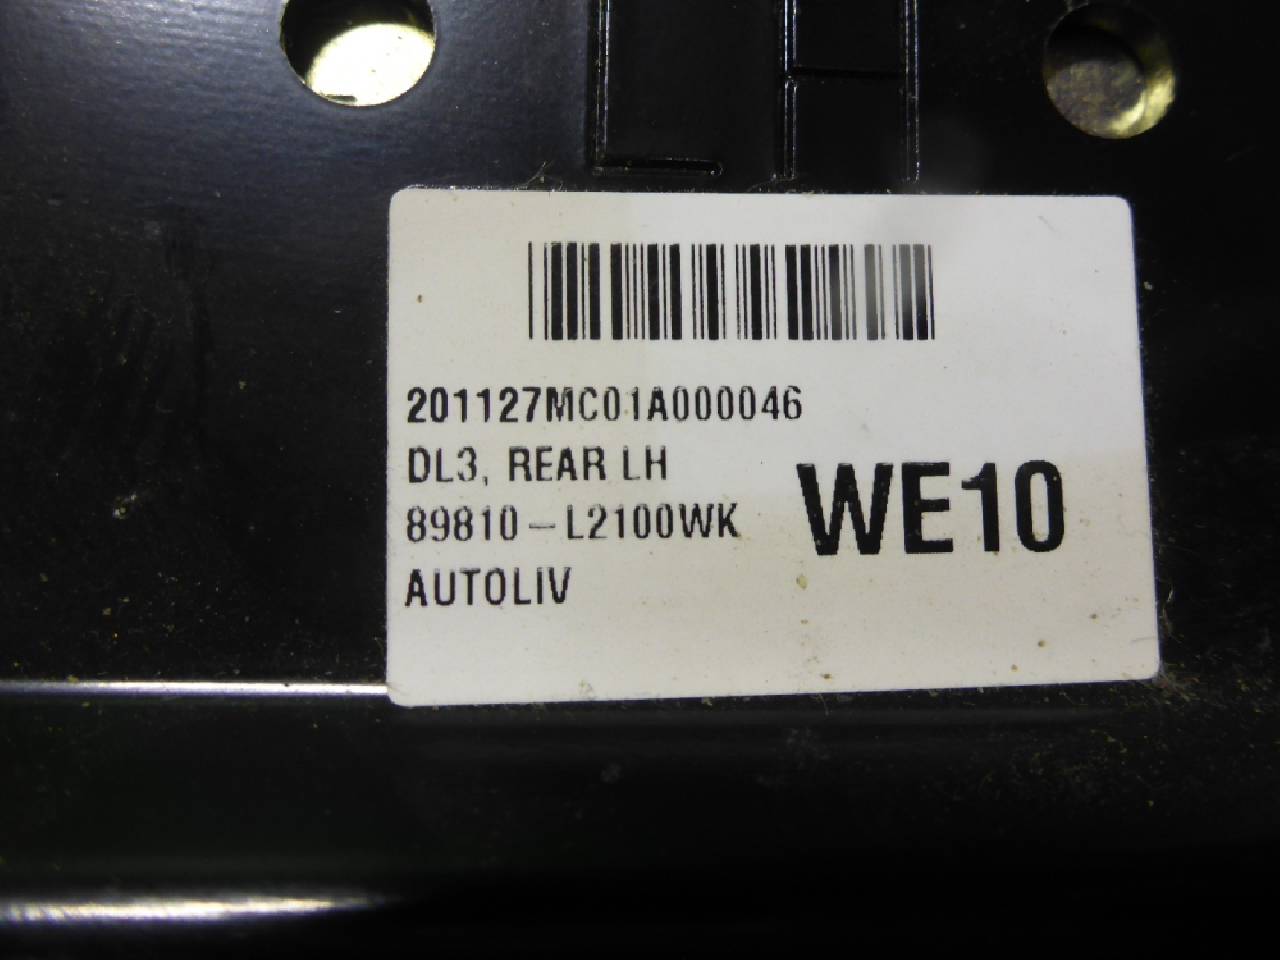 201127MC01A000046
DL3, REAR LH
89810-L2100WK
WE10
AUTOLIV